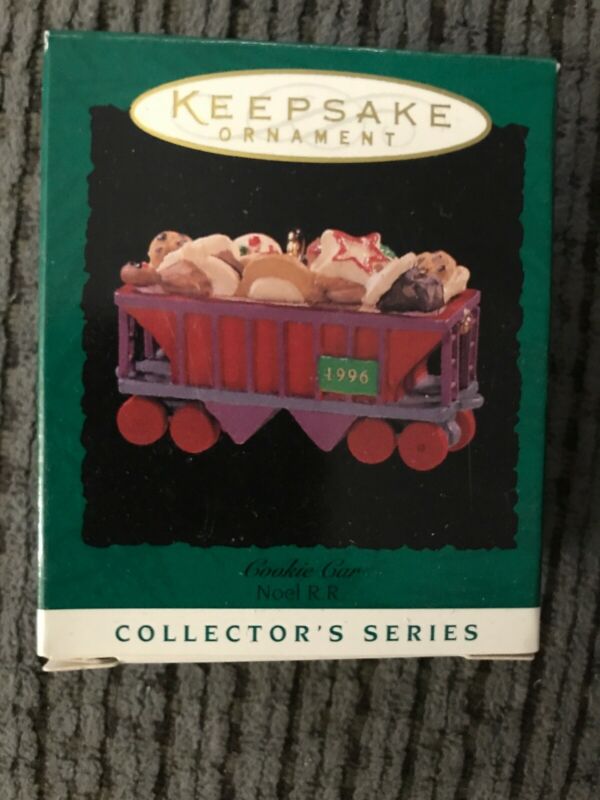 KEEPSAKE
ORNAMENT
1996
Cookie Car
Noel R.R
COLLECTOR'S SERIES